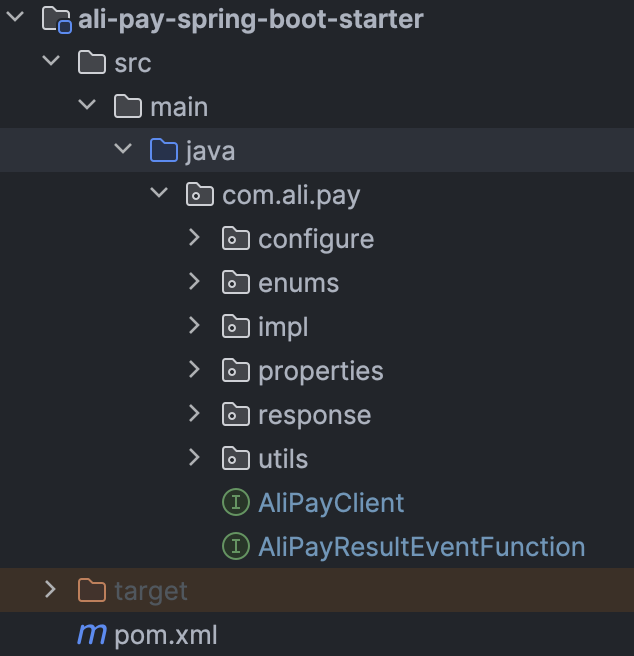 ali-pay-spring-boot-starter
src
main
java
com.ali.pay
configure
enums
impl
properties
response
utils
I AliPayClient
I AliPayResultEventFunction
target
m pom.xml